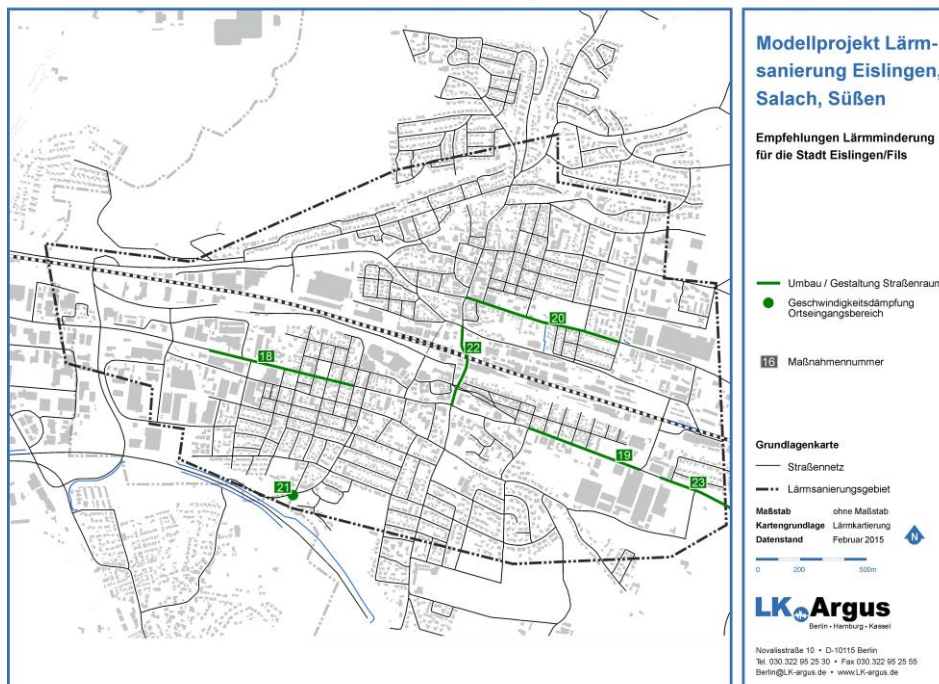 Modellprojekt Lärm-
sanierung Eislingen,
Salach, Süßen
Empfehlungen Lärmminderung
für die Stadt Eislingen/Fils
Umbau / Gestaltung Straßenraum
Geschwindigkeitsdämpfung
Ortseingangsbereich
16 Maßnahmennummer
Grundlagenkarte
Straßennetz
Lärmsanierungsgebiet
Maßstab ohne Maßstab
Kartengrundlage Lärmkartierung
Datenstand Februar 2015
N
0 200 500m
LK Argus
Berlin • Hamburg • Kassel
Novalisstraße 10 • D-10115 Berlin
Tel. 030.322 95 25 30 • Fax 030.322 95 25 55
Berlin@LK-argus.de • www.LK-argus.de
20
22
18
19
23
21